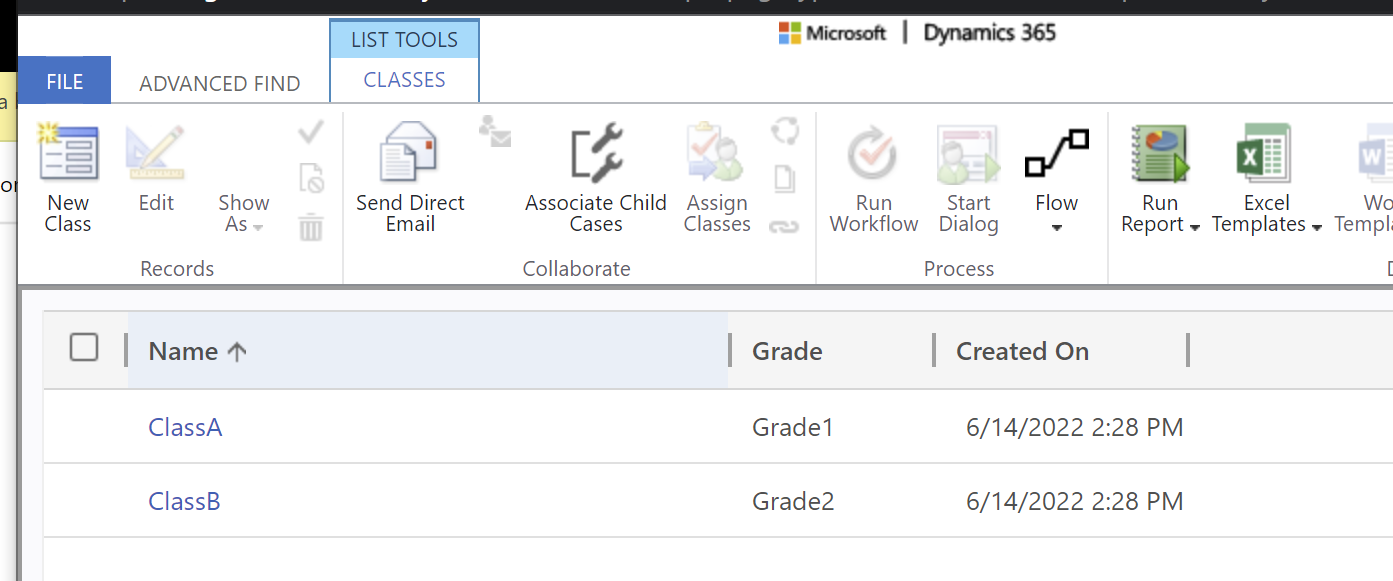 Microsoft | Dynamics 365
LIST TOOLS
FILE
ADVANCED FIND
CLASSES
New
Class
Edit
Show
As
Records
Send Direct
Email
Associate Child
Cases
Assign
Classes
Collaborate
Run
Workflow
Start
Dialog
Flow
Process
Run
Report
Excel
Templates
Name
Grade
Created On
ClassA
Grade1
6/14/2022 2:28 PM
ClassB
Grade2
6/14/2022 2:28 PM